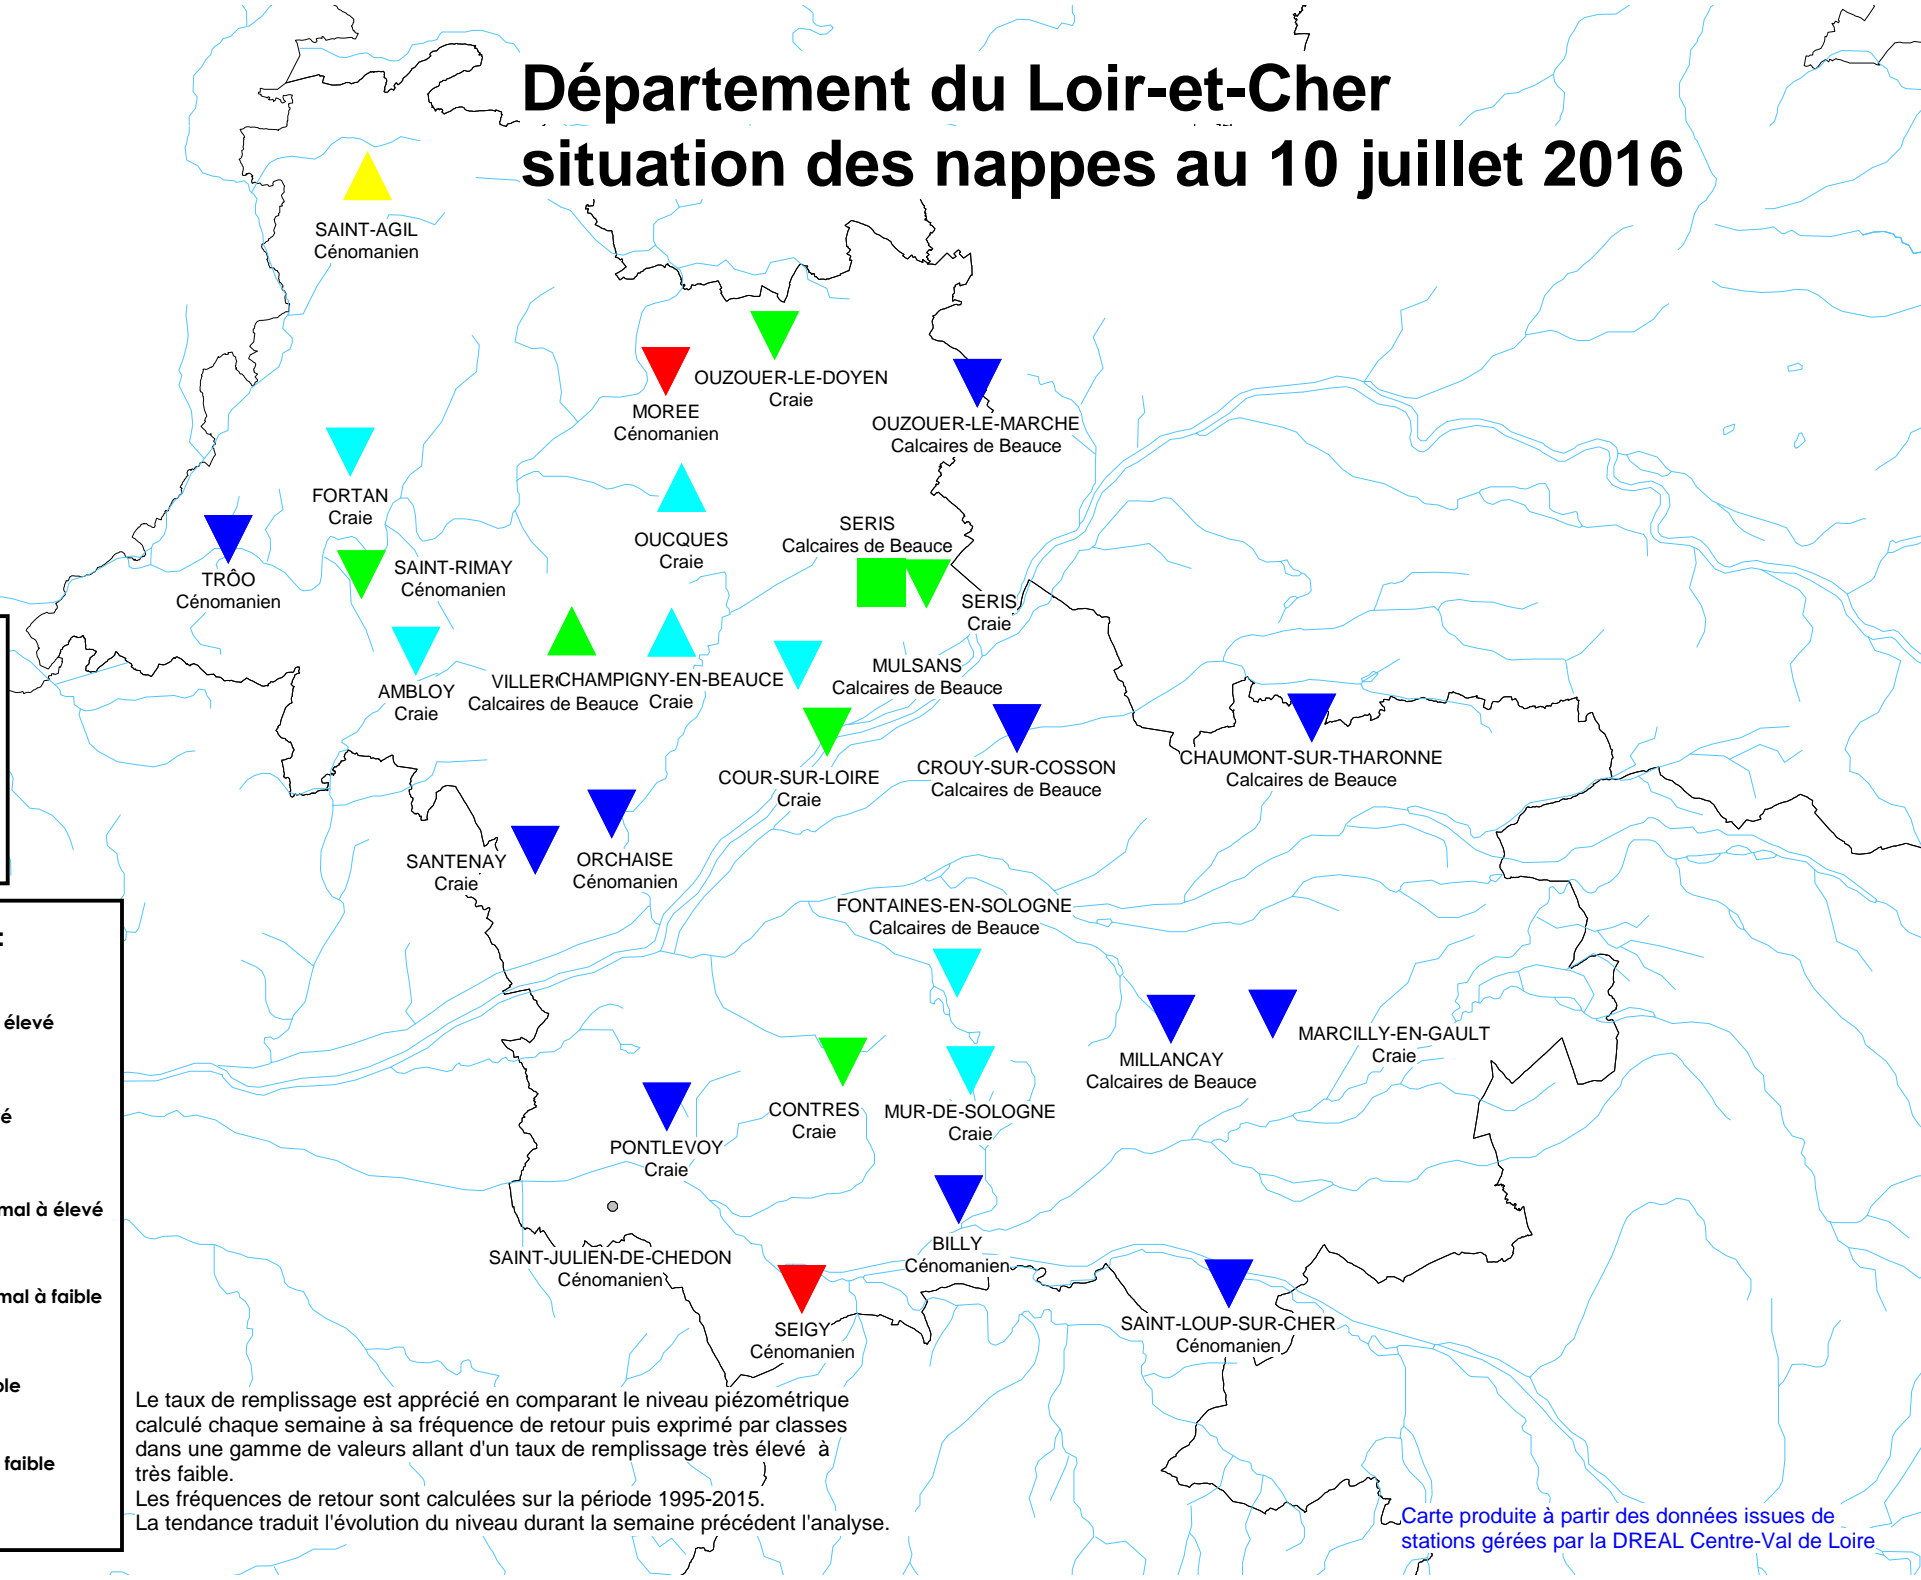 Département du Loir-et-Cher
situation des nappes au 10 juillet 2016
SAINT-AGIL
Cénomanien
OUZOUER-LE-DOYEN
Craie
MOREE
Cénomanien
OUZOUER-LE-MARCHE
Calcaires de Beauce
FORTAN
Craie
OUCQUES
Craie
SERIS
Calcaires de Beauce
TRÔO
Cénomanien
SAINT-RIMAY
Cénomanien
SERIS
Craie
AMBLOY
Craie
Calcaires de Beauce
CHAMPIGNY-EN-BEAUCE
Craie
MULSANS
Calcaires de Beauce
COUR-SUR-LOIRE
Craie
CROUY-SUR-COSSON
Calcaires de Beauce
CHAUMONT-SUR-THARONNE
Calcaires de Beauce
SANTENAY
Craie
ORCHAISE
Cénomanien
FONTAINES-EN-SOLOGNE
Calcaires de Beauce
MILLANCAY
Calcaires de Beauce
MARCILLY-EN-GAULT
Craie
CONTRES
Craie
MUR-DE-SOLOGNE
Craie
PONTLEVOY
Craie
SAINT-JULIEN-DE-CHEDON
Cénomanien
BILLY
Cénomanien
SEIGY
Cénomanien
SAINT-LOUP-SUR-CHER
Cénomanien
:
élevé
é
mal à élevé
mal à faible
ble
faible
Le taux de remplissage est apprécié en comparant le niveau piézométrique
calculé chaque semaine à sa fréquence de retour puis exprimé par classes
dans une gamme de valeurs allant d'un taux de remplissage très élevé à
très faible.
Les fréquences de retour sont calculées sur la période 1995-2015.
La tendance traduit l'évolution du niveau durant la semaine précédent l'analyse.
Carte produite à partir des données issues de
stations gérées par la DREAL Centre-Val de Loire